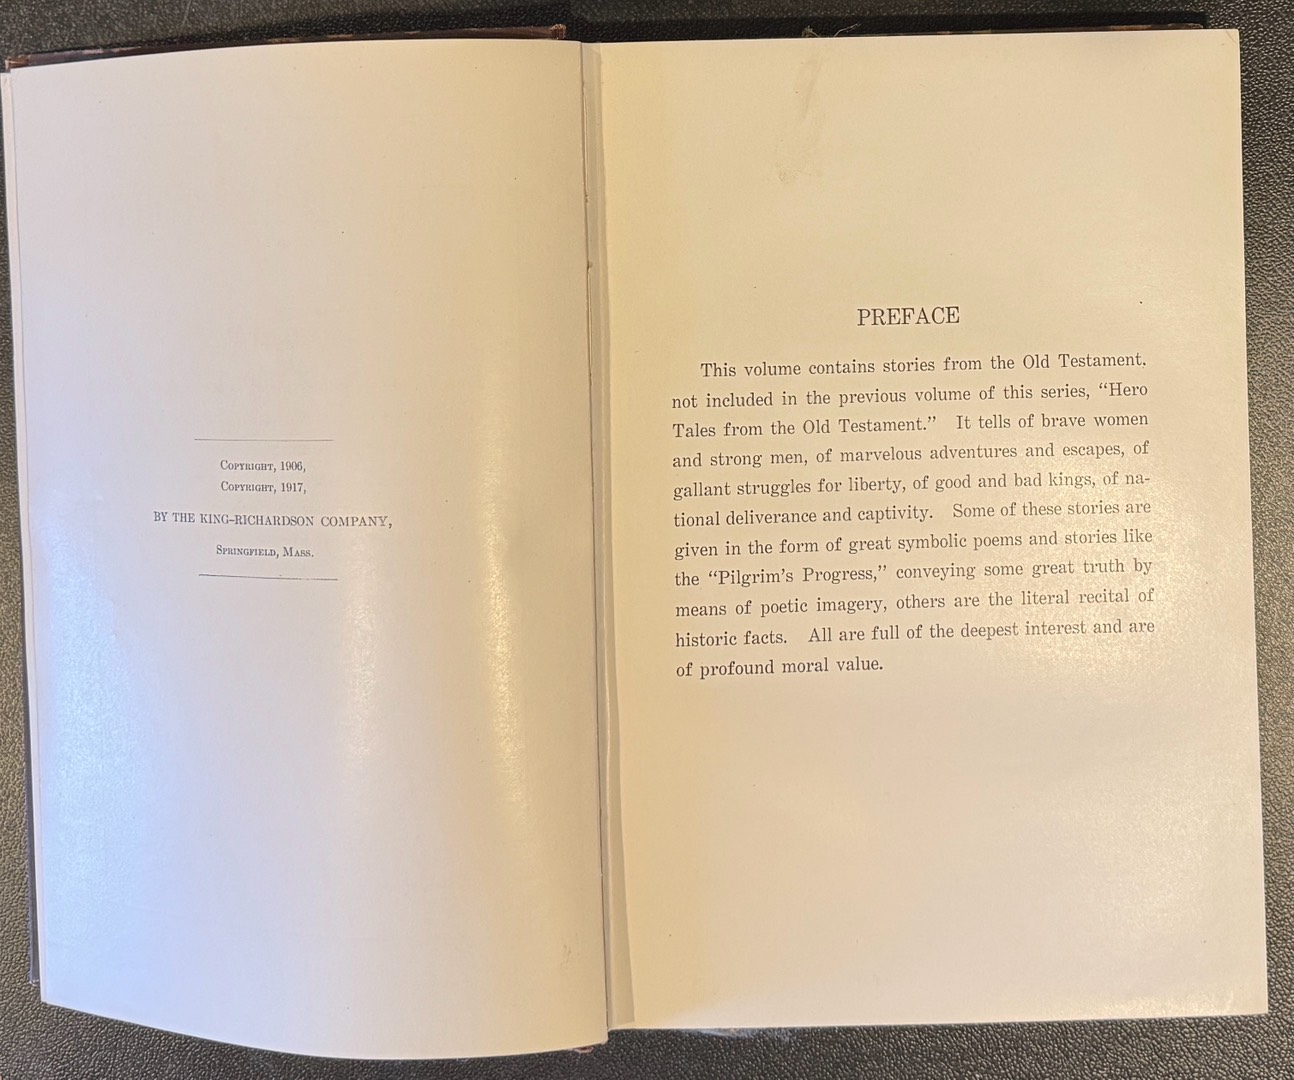 Copyright, 1906,
Copyright, 1917,
BY THE KING-RICHARDSON COMPANY,
Springfield, Mass.
PREFACE
This volume contains stories from the Old Testament,
not included in the previous volume of this series, “Hero
Tales from the Old Testament.” It tells of brave women
and strong men, of marvelous adventures and escapes, of
gallant struggles for liberty, of good and bad kings, of na-
tional deliverance and captivity. Some of these stories are
given in the form of great symbolic poems and stories like
the “Pilgrim’s Progress,” conveying some great truth by
means of poetic imagery, others are the literal recital of
historic facts. All are full of the deepest interest and are
of profound moral value.